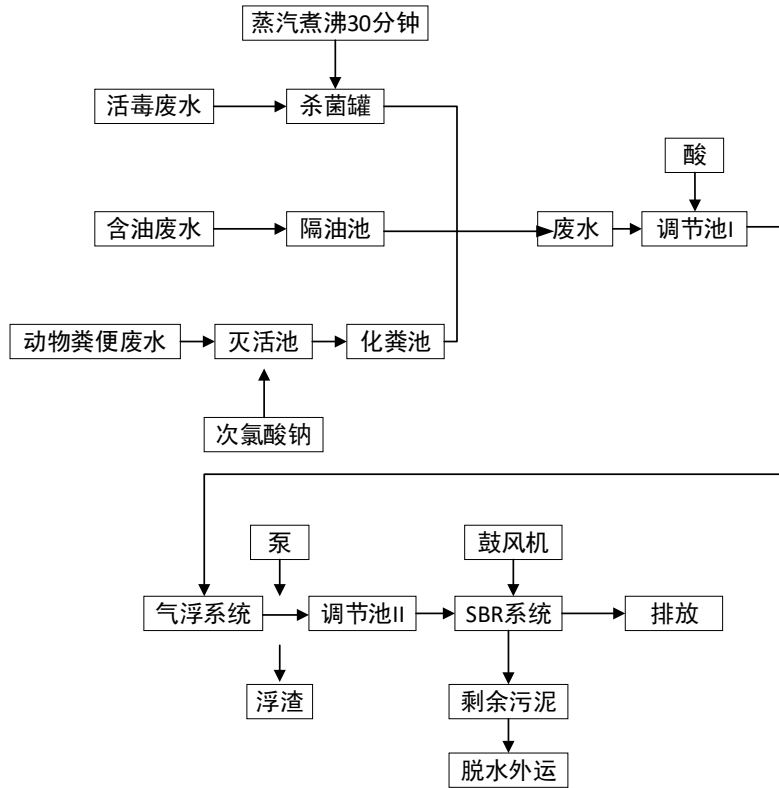 蒸汽煮沸30分钟
活毒废水
杀菌罐
酸
含油废水
隔油池
废水
调节池I
动物粪便废水
灭活池
化粪池
次氯酸钠
泵
鼓风机
气浮系统
调节池II
SBR系统
排放
浮渣
剩余污泥
脱水外运